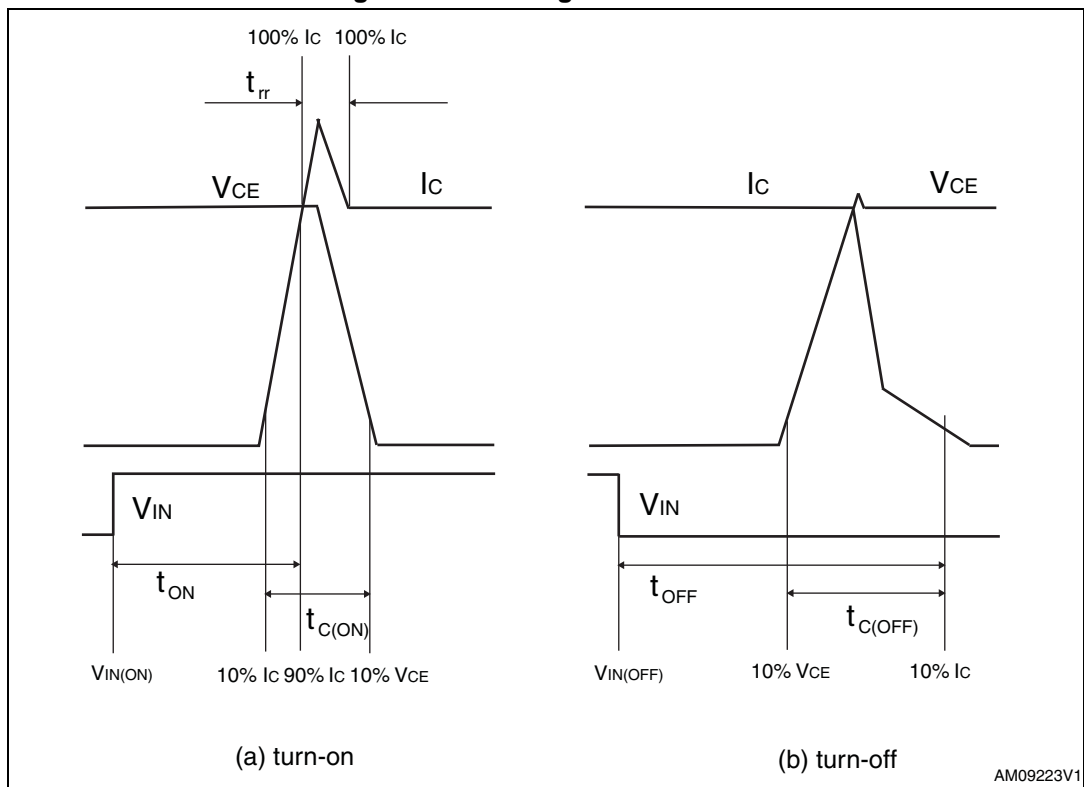 100% IC 100% IC
trr
VCE IC
IC VCE
VIN
VIN
tON
tC(ON)
tOFF
tC(OFF)
VIN(ON) 10% IC 90% IC 10% VCE
VIN(OFF) 10% VCE 10% IC
(a) turn-on
(b) turn-off
AM09223V1